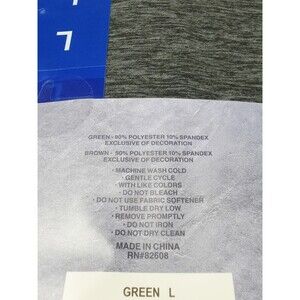 7
7
GREEN - 90% POLYESTER 10% SPANDEX
EXCLUSIVE OF DECORATION
BROWN - 90% POLYESTER 10% SPANDEX
EXCLUSIVE OF DECORATION
• MACHINE WASH COLD
• GENTLE CYCLE
• WITH LIKE COLORS
• DO NOT BLEACH
• DO NOT USE FABRIC SOFTENER
• TUMBLE DRY LOW
• REMOVE PROMPTLY
• DO NOT IRON
• DO NOT DRY CLEAN
MADE IN CHINA
RN#82608
GREEN L